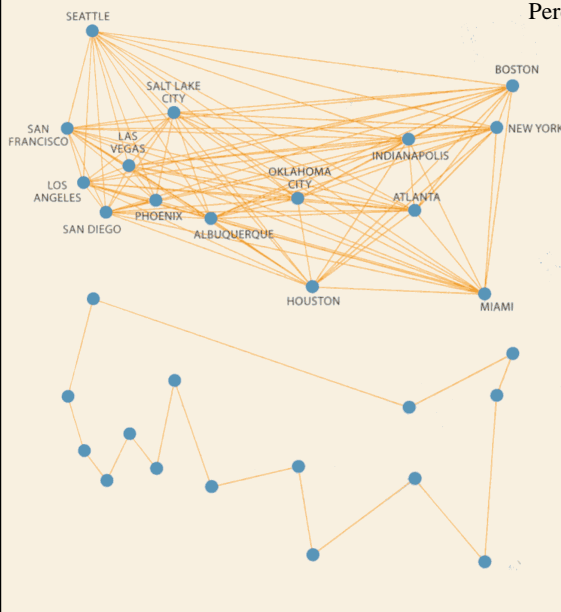 Per
SEATTLE
BOSTON
SALT LAKE
CITY
NEW YORK
SAN
FRANCISCO
LAS
VEGAS
INDIANAPOLIS
OKLAHOMA
CITY
LOS
ANGELES
ATLANTA
PHOENIX
SAN DIEGO
ALBUQUERQUE
HOUSTON
MIAMI